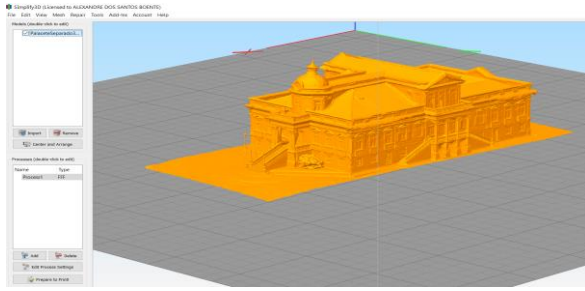 Simplify3D (Licensed to ALEXANDRE DOS SANTOS BOENTE)
File Edit View Mesh Repair Tools Add-Ins Account Help
Models (double-click to edit)
Import Remove
Center and Arrange
Processes (double-click to edit)
Name Type
Process1 FFF
Add Delete
Edit Process Settings
Prepare to Print